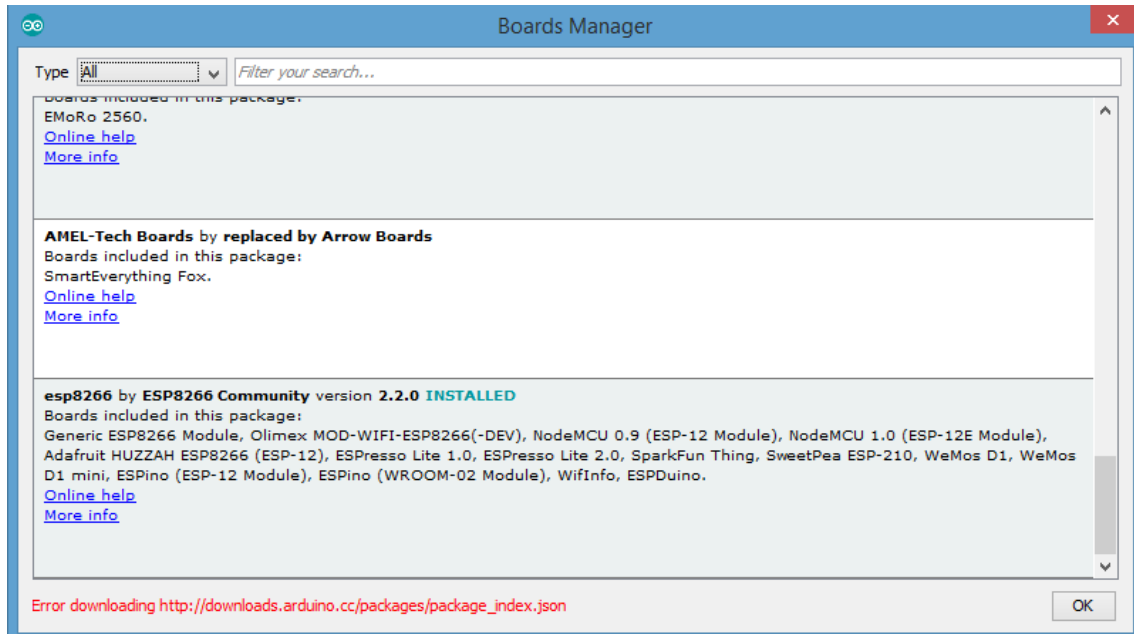 Boards Manager
Type All Filter your search...
Boards included in this package:
EMoRo 2560.
Online help
More info
AMEL-Tech Boards by replaced by Arrow Boards
Boards included in this package:
SmartEverything Fox.
Online help
More info
esp8266 by ESP8266 Community version 2.2.0 INSTALLED
Boards included in this package:
Generic ESP8266 Module, Olimex MOD-WIFI-ESP8266(-DEV), NodeMCU 0.9 (ESP-12 Module), NodeMCU 1.0 (ESP-12E Module),
Adafruit HUZZAH ESP8266 (ESP-12), ESPresso Lite 1.0, ESPresso Lite 2.0, SparkFun Thing, SweetPea ESP-210, WeMos D1, WeMos
D1 mini, ESPino (ESP-12 Module), ESPino (WROOM-02 Module), WifInfo, ESPDuino.
Online help
More info
Error downloading http://downloads.arduino.cc/packages/package_index.json OK